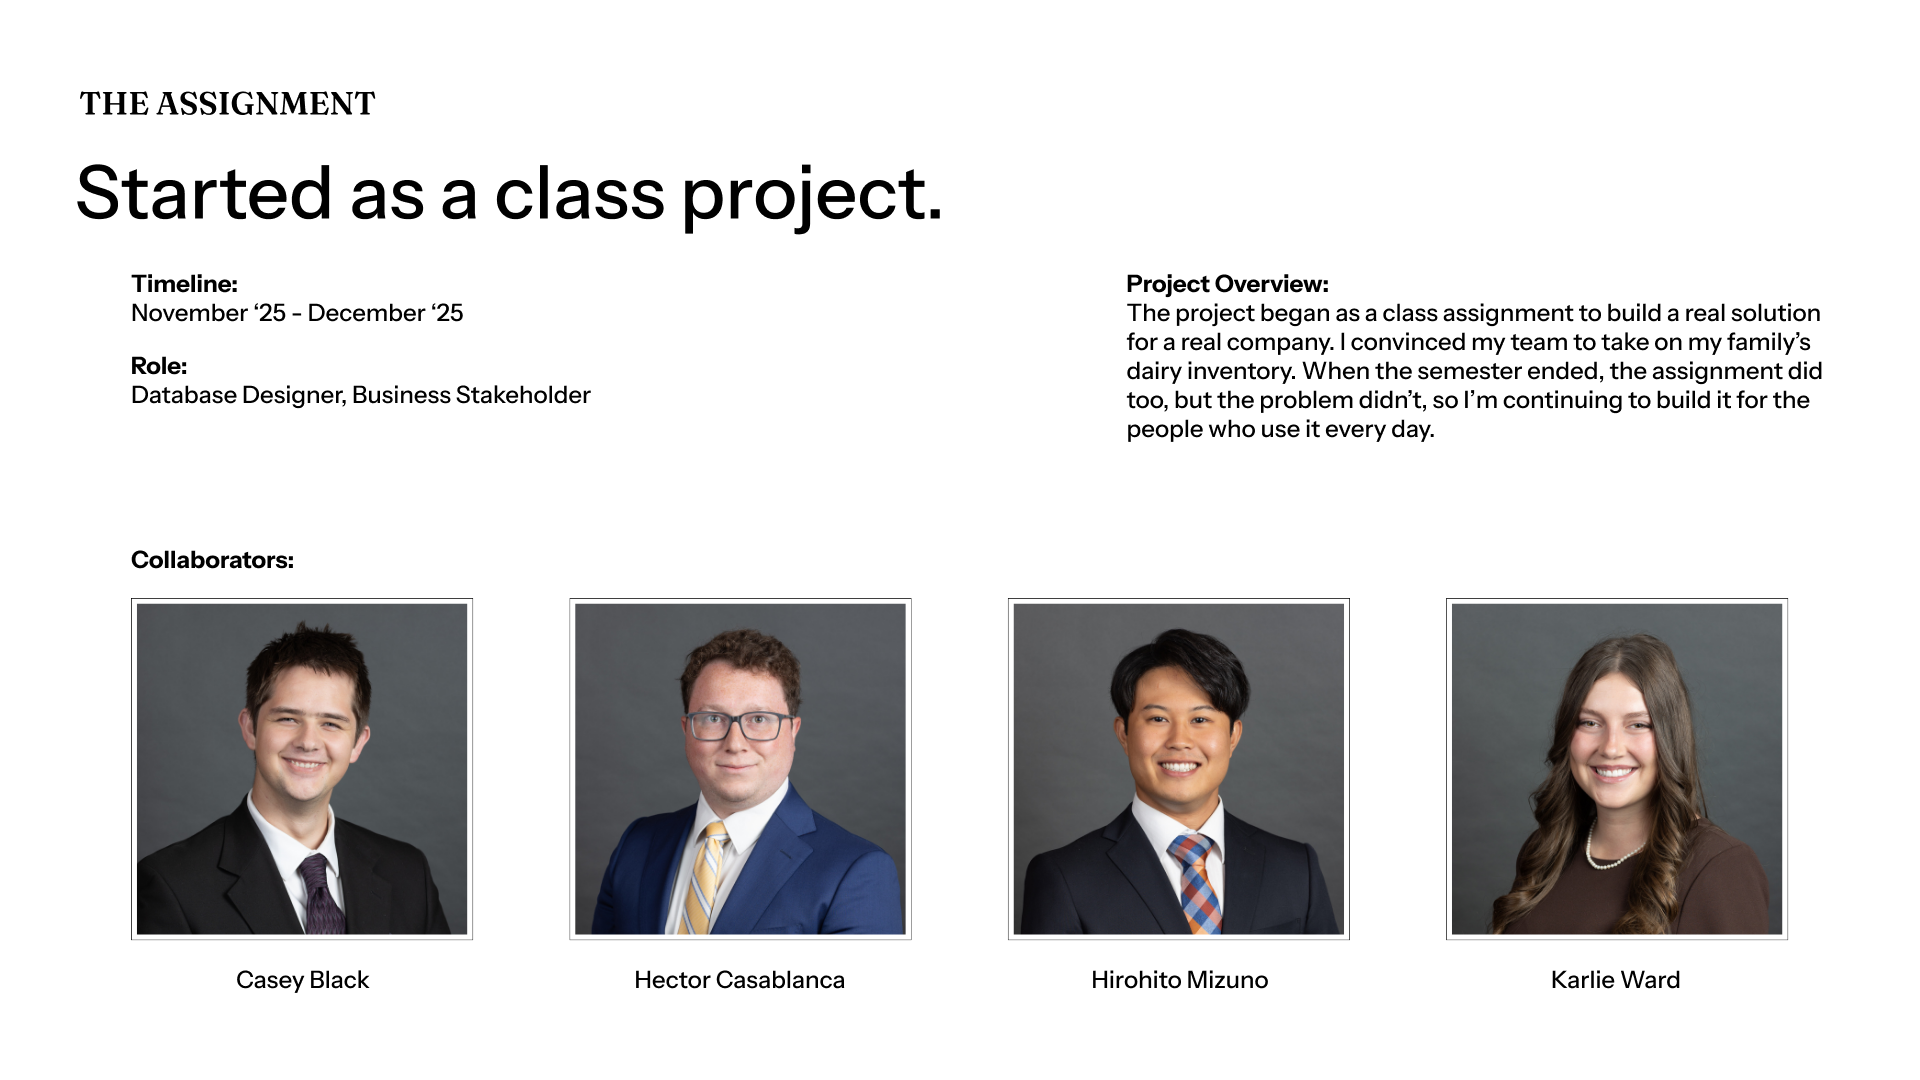 THE ASSIGNMENT
Started as a class project.
Timeline:
November ‘25 - December ‘25
Role:
Database Designer, Business Stakeholder
Project Overview:
The project began as a class assignment to build a real solution
for a real company. I convinced my team to take on my family’s
dairy inventory. When the semester ended, the assignment did
too, but the problem didn’t, so I’m continuing to build it for the
people who use it every day.
Collaborators:
Casey Black
Hector Casablanca
Hirohito Mizuno
Karlie Ward